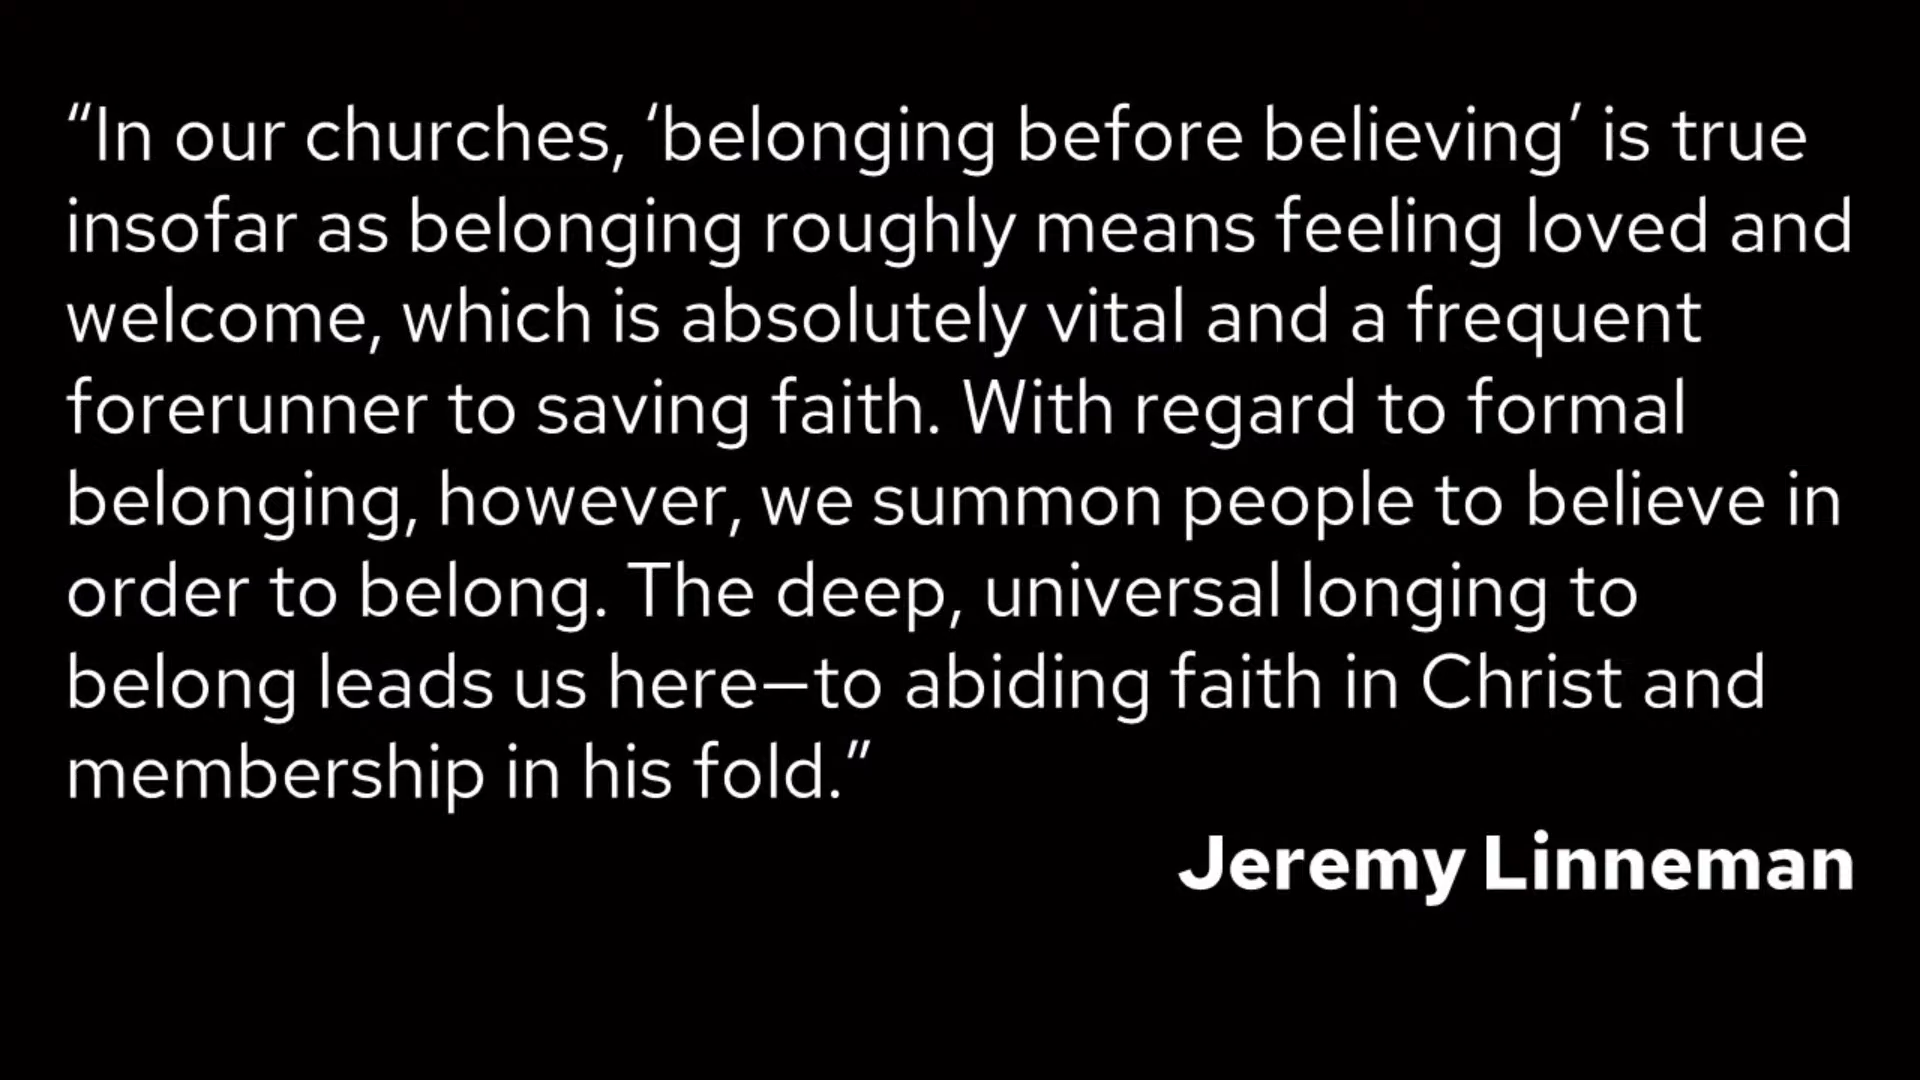 “In our churches, ‘belonging before believing’ is true
insofar as belonging roughly means feeling loved and
welcome, which is absolutely vital and a frequent
forerunner to saving faith. With regard to formal
belonging, however, we summon people to believe in
order to belong. The deep, universal longing to
belong leads us here—to abiding faith in Christ and
membership in his fold.”
Jeremy Linneman